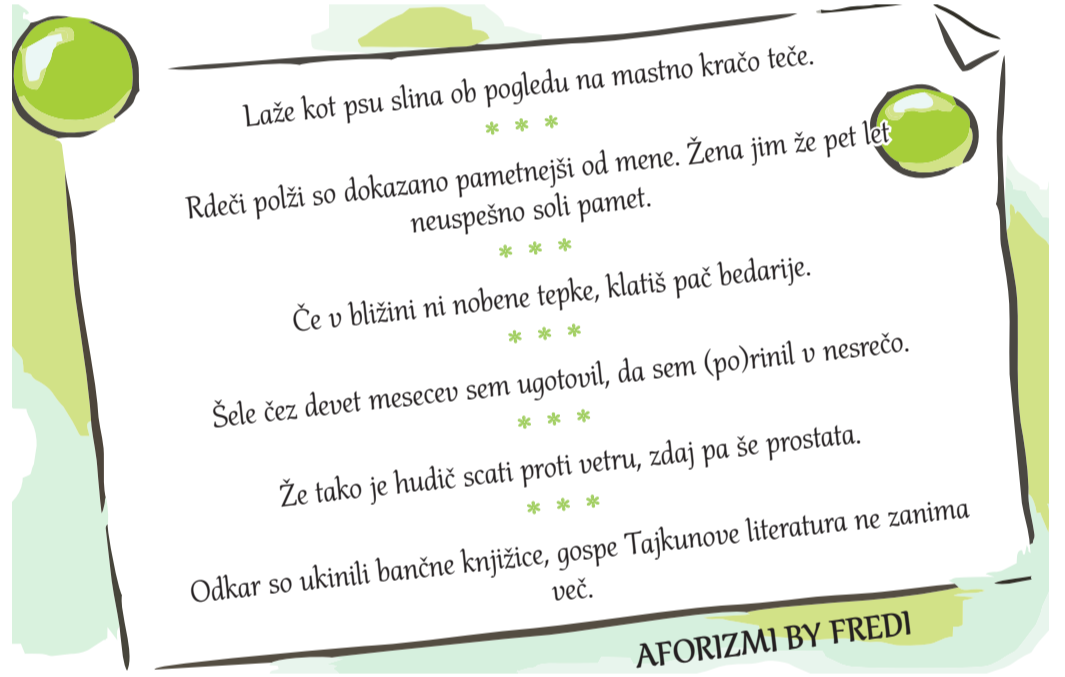 Laže kot psu slina ob pogledu na mastno kračo teče.
* * *
Rdeči polži so dokazano pametnejši od mene. Žena jim že pet let
neuspešno soli pamet.
* * *
Če v bližini ni nobene tepke, klatiš pač bedarije.
* * *
Šele čez devet mesecev sem ugotovil, da sem (po)rinil v nesrečo.
* * *
Že tako je hudič scati proti vetru, zdaj pa še prostata.
* * *
Odkar so ukinili bančne knjižice, gospe Tajkunove literatura ne zanima
več.
AFORIZMI BY FREDI